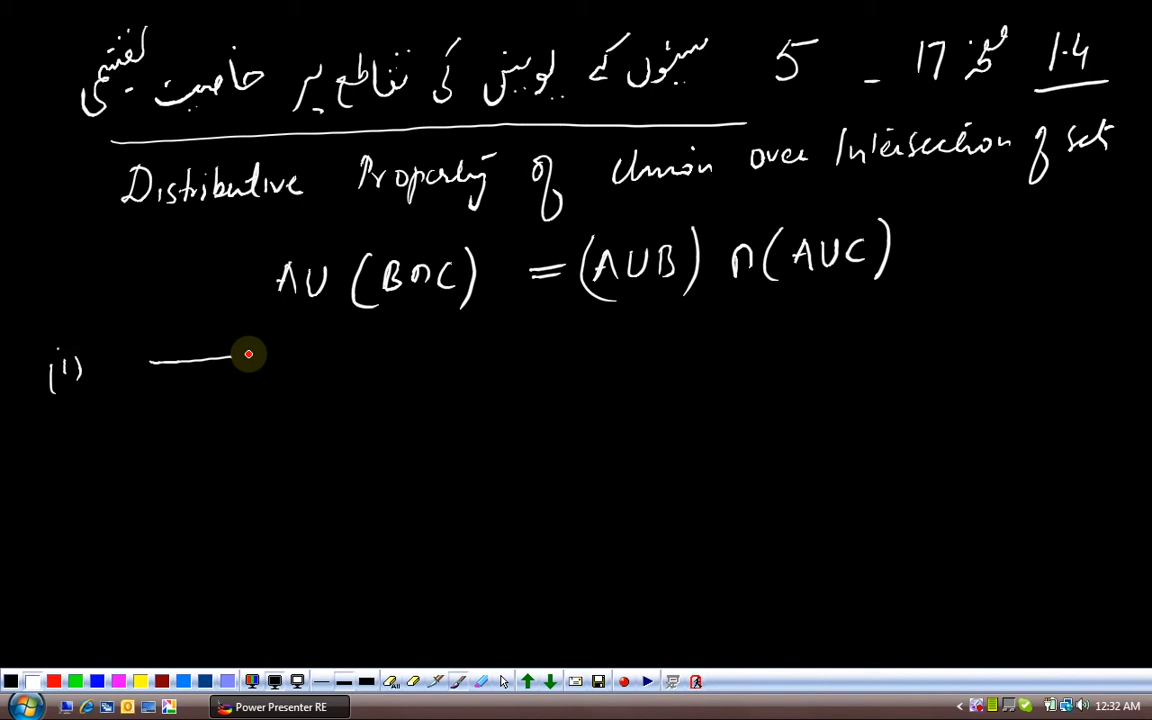 1.4 صفحہ 17 - 5 سیٹوں کے یونین کی تقاطع پر خاصیت تقسیمی
Distributive Property of Union over Intersection of sets
A∪(B∩C) = (A∪B) ∩ (A∪C)
(i)
Power Presenter RE
12:32 AM